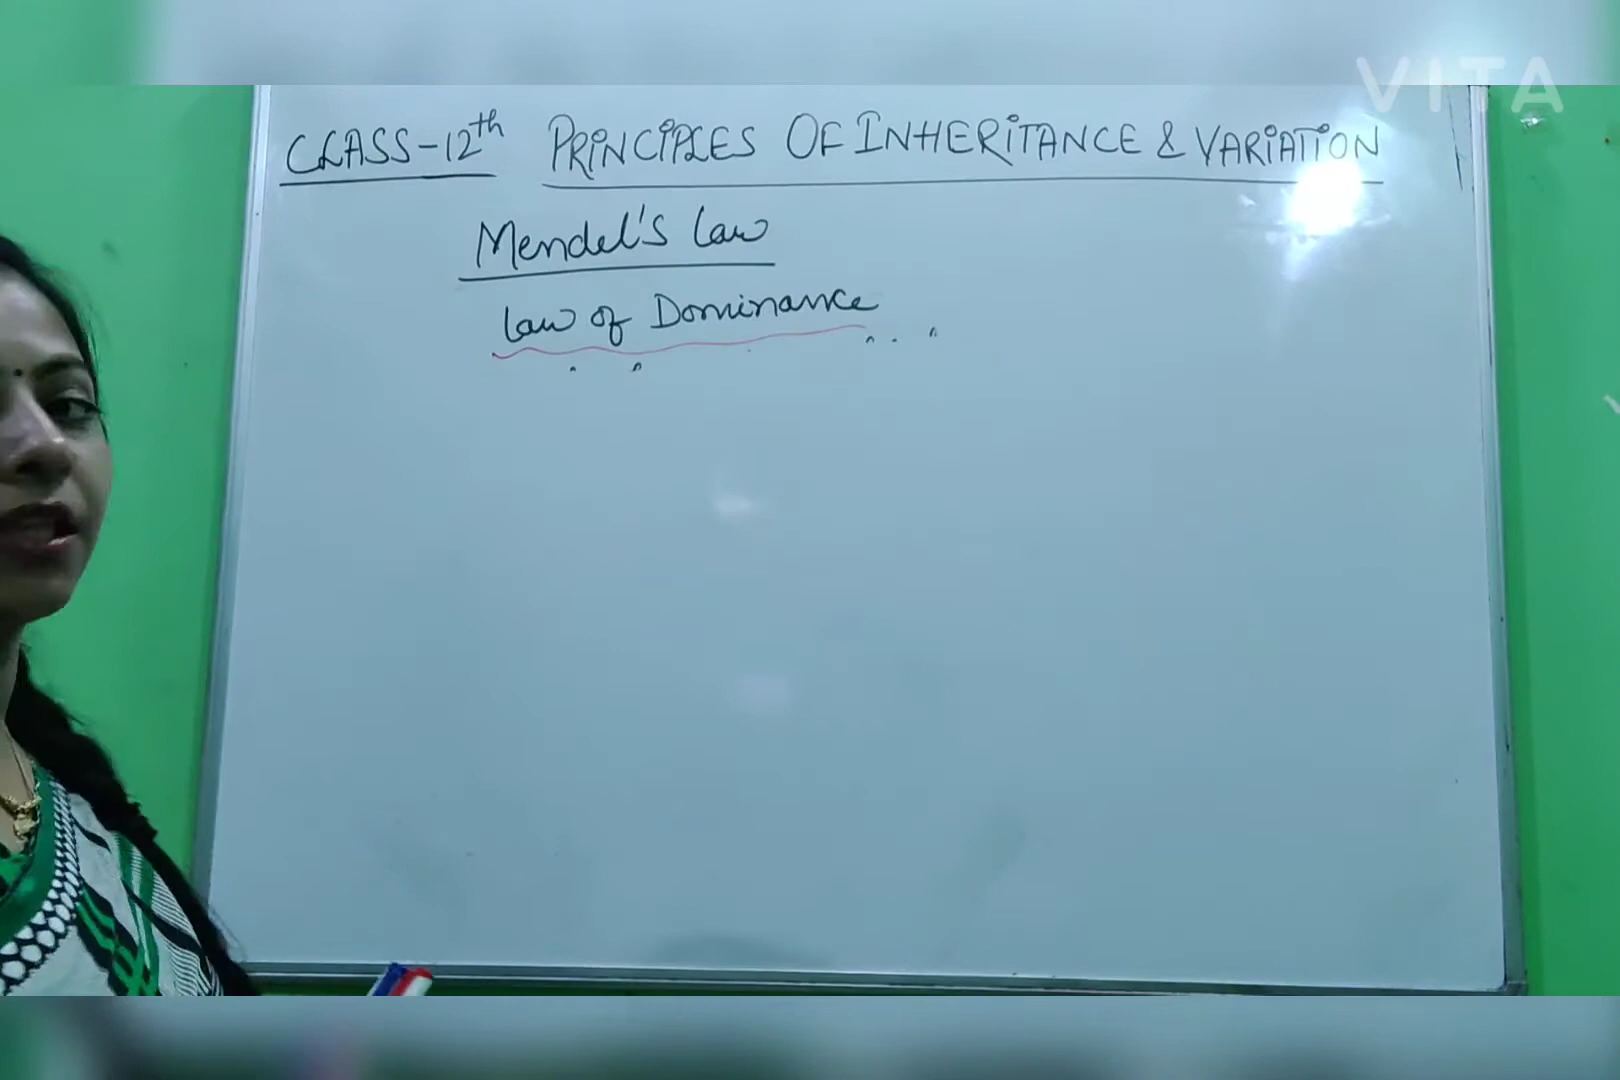 VITA
CLASS-12th PRINCIPLES OF INHERITANCE & VARIATION
Mendel's Law
Law of Dominance